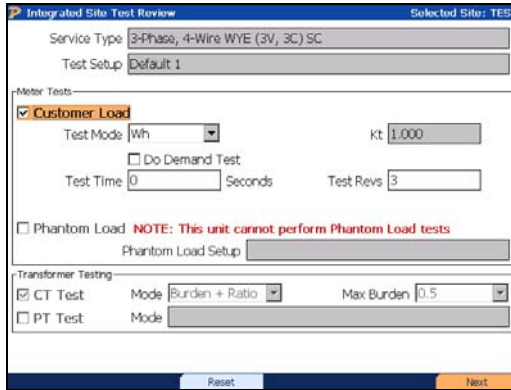 Integrated Site Test Review Selected Site: TES
Service Type 3-Phase, 4-Wire WYE (3V, 3C) SC
Test Setup Default 1
Meter Tests
Customer Load
Test Mode Wh Kt 1.000
Do Demand Test
Test Time 0 Seconds Test Revs 3
Phantom Load NOTE: This unit cannot perform Phantom Load tests
Phantom Load Setup
Transformer Testing
CT Test Mode Burden + Ratio Max Burden 0.5
PT Test Mode
Reset Next